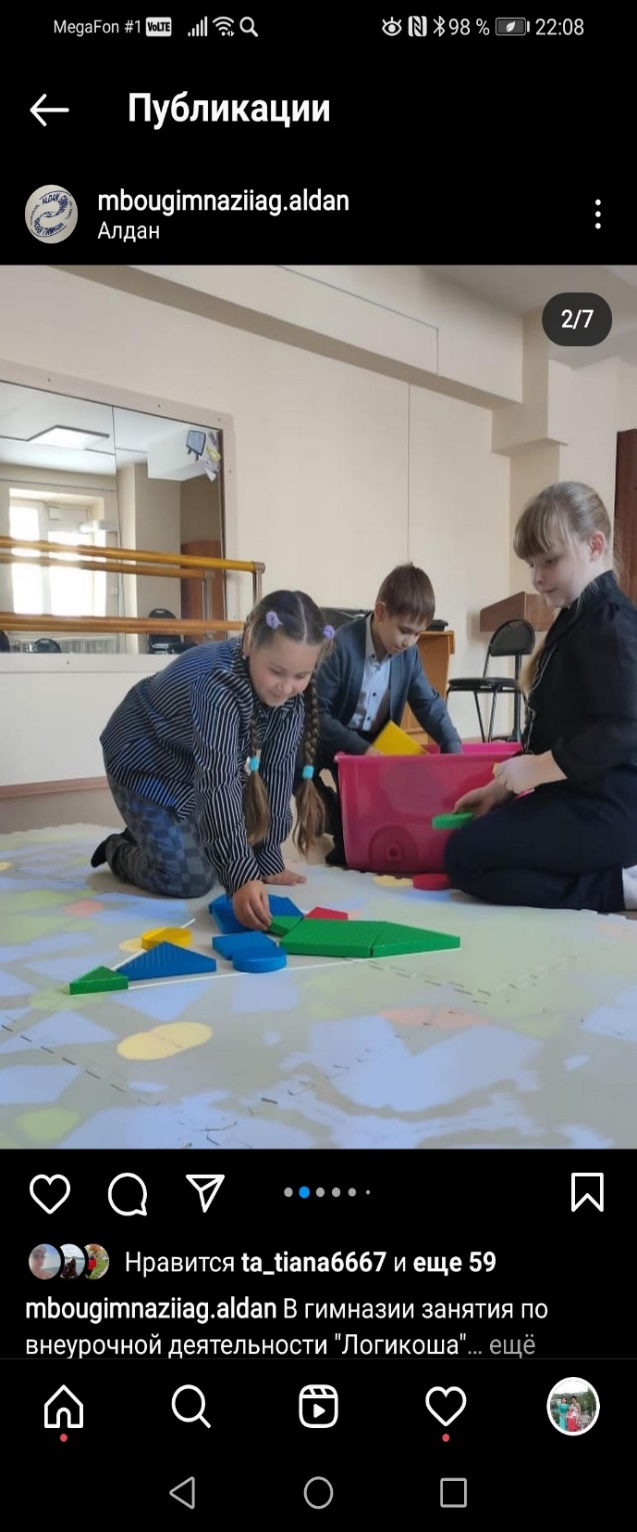 MegaFon #1 VoLTE 98 % 22:08
Публикации
mbougimnaziiag.aldan
Алдан
2/7
Нравится ta_tiana6667 и еще 59
mbougimnaziiag.aldan В гимназии занятия по
внеурочной деятельности "Логикоша"... ещё